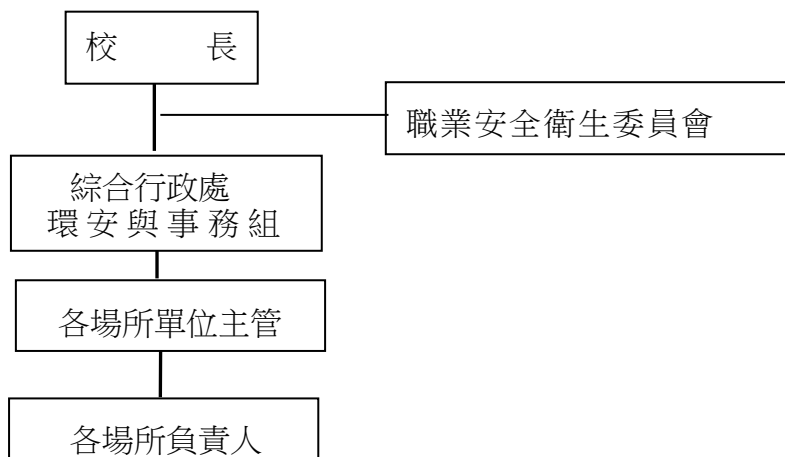 校 長
職業安全衛生委員會
綜合行政處
環安與事務組
各場所單位主管
各場所負責人